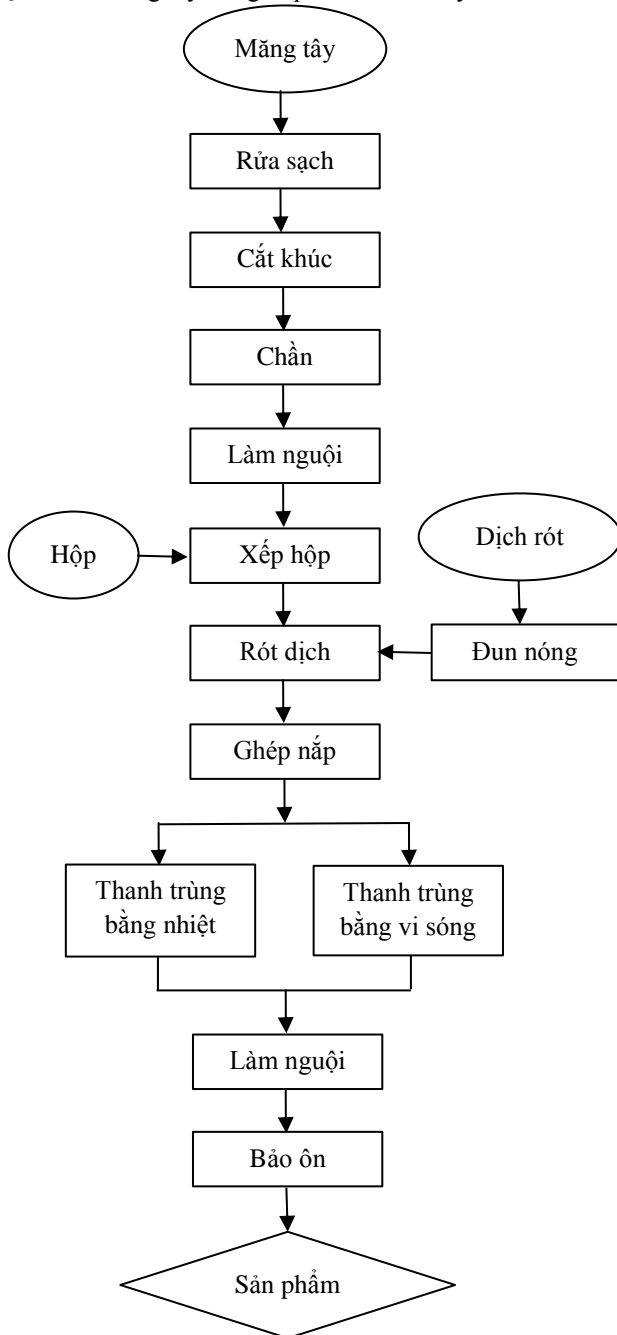 Măng tây
Rửa sạch
Cắt khúc
Chần
Làm nguội
Hộp
Xếp hộp
Dịch rót
Rót dịch
Đun nóng
Ghép nắp
Thanh trùng
bằng nhiệt
Thanh trùng
bằng vi sóng
Làm nguội
Bảo ôn
Sản phẩm